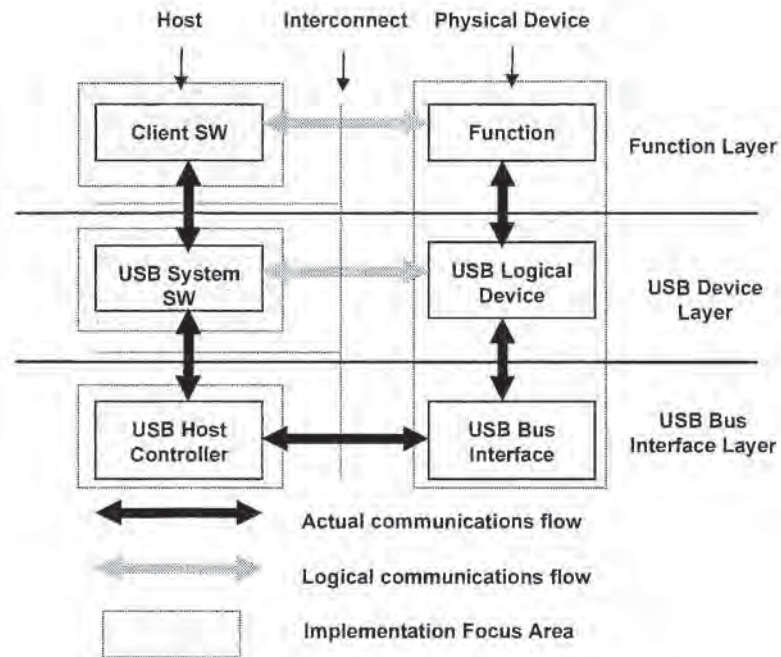 Host
Interconnect
Physical Device
Client SW
Function
Function Layer
USB System
SW
USB Logical
Device
USB Device
Layer
USB Host
Controller
USB Bus
Interface
USB Bus
Interface Layer
Actual communications flow
Logical communications flow
Implementation Focus Area